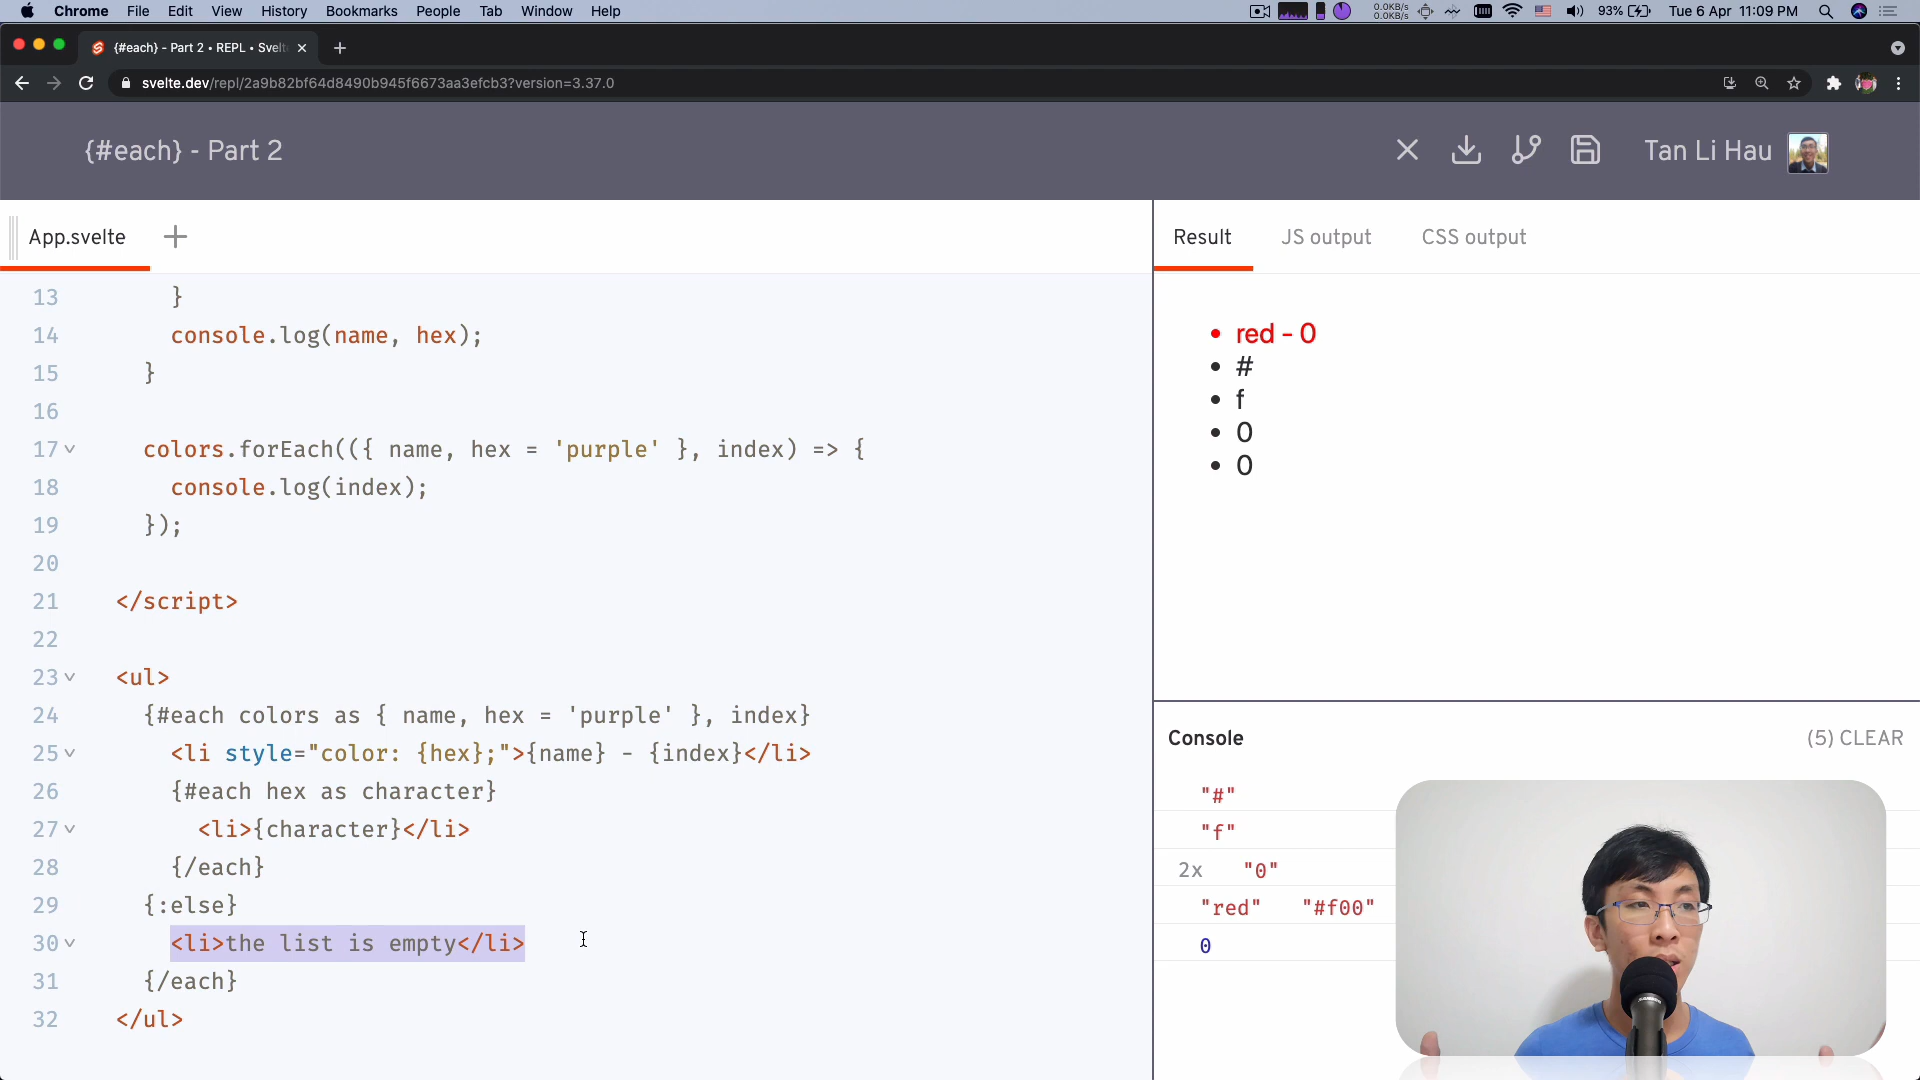 Chrome File Edit View History Bookmarks People Tab Window Help
0.0KB/s
0.0KB/s
93% Tue 6 Apr 11:09 PM
{#each} - Part 2 • REPL • Svelt
svelte.dev/repl/2a9b82bf64d8490b945f6673aa3efcb3?version=3.37.0
{#each} - Part 2
Tan Li Hau
App.svelte
Result JS output CSS output
13 }
14 console.log(name, hex);
15 }
16
17 colors.forEach(({ name, hex = 'purple' }, index) => {
18 console.log(index);
19 });
20
21 </script>
22
23 <ul>
24 {#each colors as { name, hex = 'purple' }, index}
25 <li style="color: {hex};">{name} - {index}</li>
26 {#each hex as character}
27 <li>{character}</li>
28 {/each}
29 {:else}
30 <li>the list is empty</li>
31 {/each}
32 </ul>
• red - 0
• #
• f
• 0
• 0
Console (5) CLEAR
"#"
"f"
2x "0"
"red" "#f00"
0